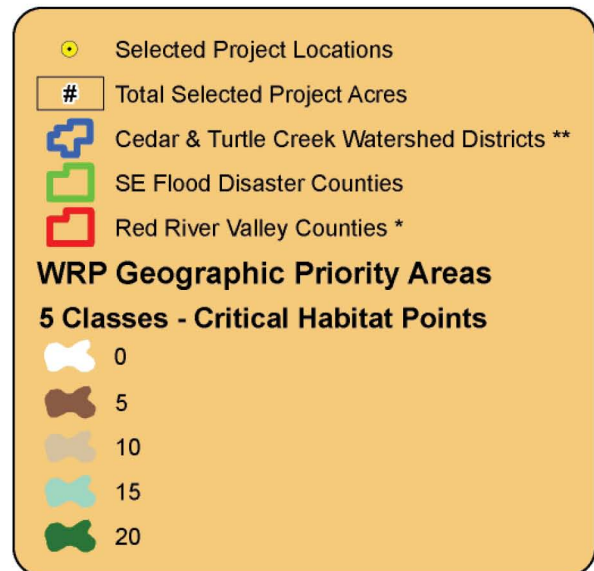 Selected Project Locations
# Total Selected Project Acres
Cedar & Turtle Creek Watershed Districts **
SE Flood Disaster Counties
Red River Valley Counties *
WRP Geographic Priority Areas
5 Classes - Critical Habitat Points
0
5
10
15
20